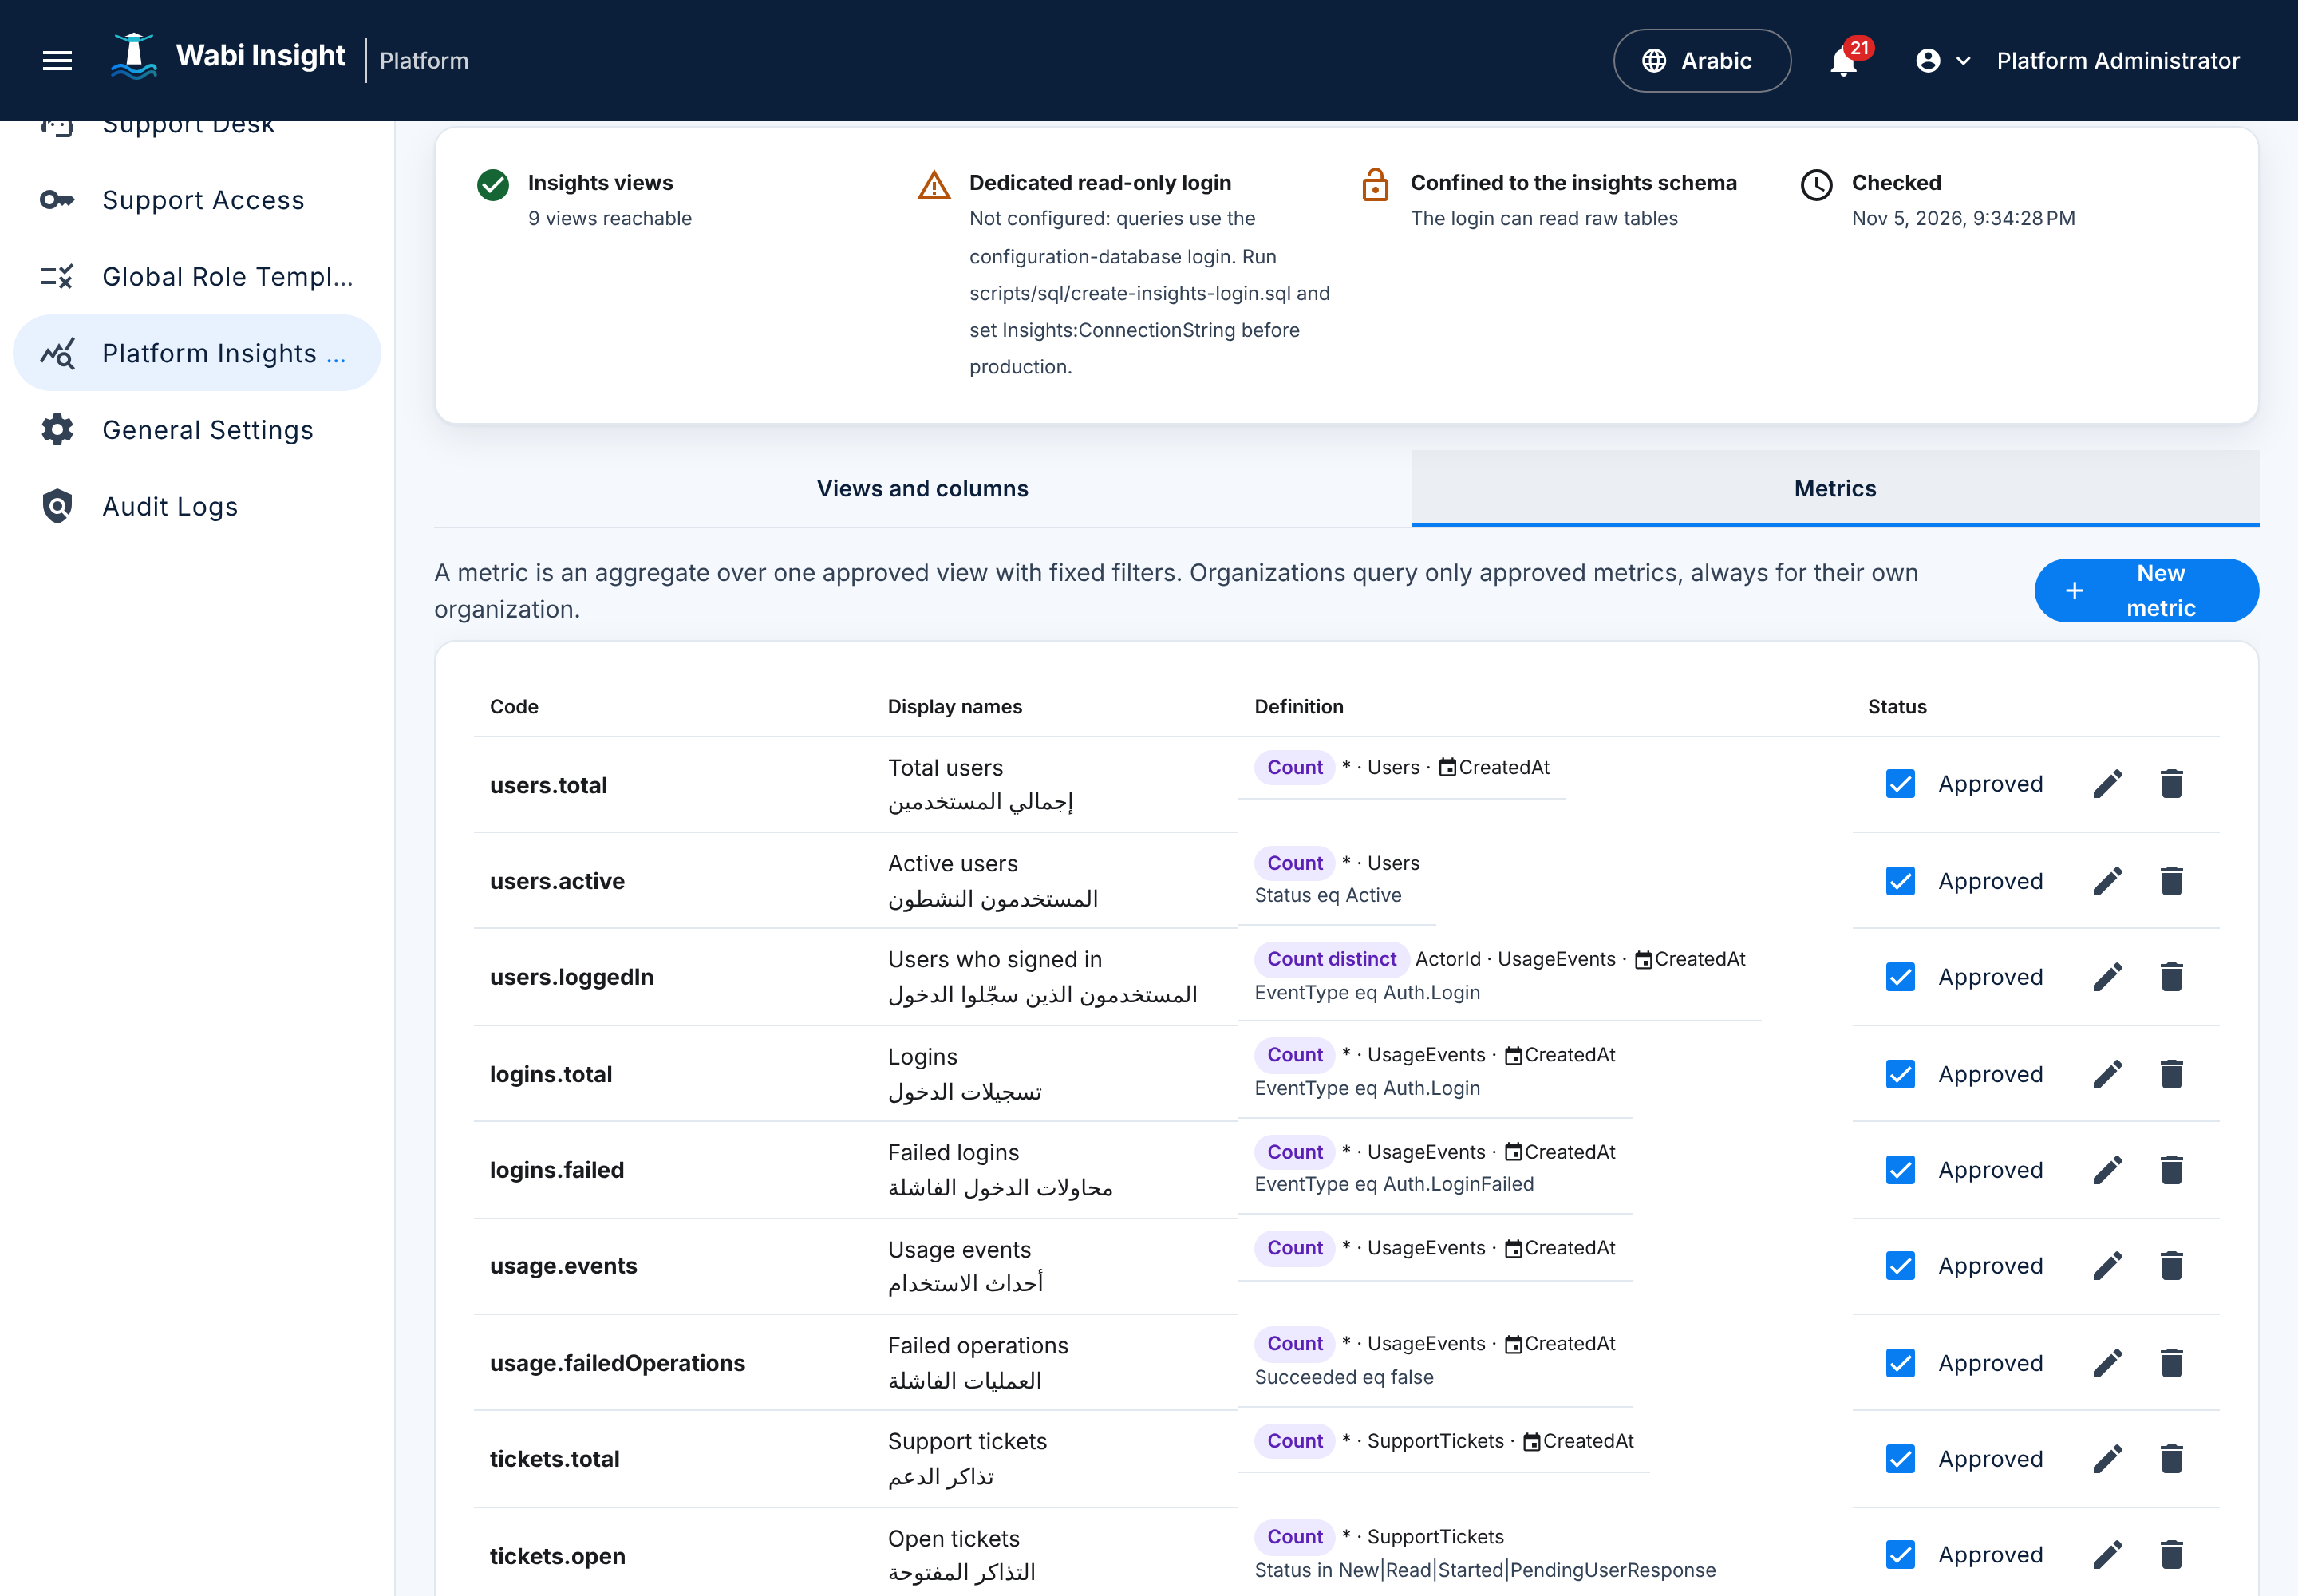 Wabi Insight
Platform
Arabic
21
Platform Administrator
Support Desk
Support Access
Global Role Templ...
Platform Insights ...
General Settings
Audit Logs
Insights views
9 views reachable
Dedicated read-only login
Not configured: queries use the
configuration-database login. Run
scripts/sql/create-insights-login.sql and
set Insights:ConnectionString before
production.
Confined to the insights schema
The login can read raw tables
Checked
Nov 5, 2026, 9:34:28 PM
Views and columns
Metrics
A metric is an aggregate over one approved view with fixed filters. Organizations query only approved metrics, always for their own
organization.
+ New
metric
Code Display names Definition Status
users.total
Total users
إجمالي المستخدمين
Count * · Users · CreatedAt
Approved
users.active
Active users
المستخدمون النشطون
Count * · Users
Status eq Active
Approved
users.loggedIn
Users who signed in
المستخدمون الذين سجّلوا الدخول
Count distinct ActorId · UsageEvents · CreatedAt
EventType eq Auth.Login
Approved
logins.total
Logins
تسجيلات الدخول
Count * · UsageEvents · CreatedAt
EventType eq Auth.Login
Approved
logins.failed
Failed logins
محاولات الدخول الفاشلة
Count * · UsageEvents · CreatedAt
EventType eq Auth.LoginFailed
Approved
usage.events
Usage events
أحداث الاستخدام
Count * · UsageEvents · CreatedAt
Approved
usage.failedOperations
Failed operations
العمليات الفاشلة
Count * · UsageEvents · CreatedAt
Succeeded eq false
Approved
tickets.total
Support tickets
تذاكر الدعم
Count * · SupportTickets · CreatedAt
Approved
tickets.open
Open tickets
التذاكر المفتوحة
Count * · SupportTickets
Status in New|Read|Started|PendingUserResponse
Approved